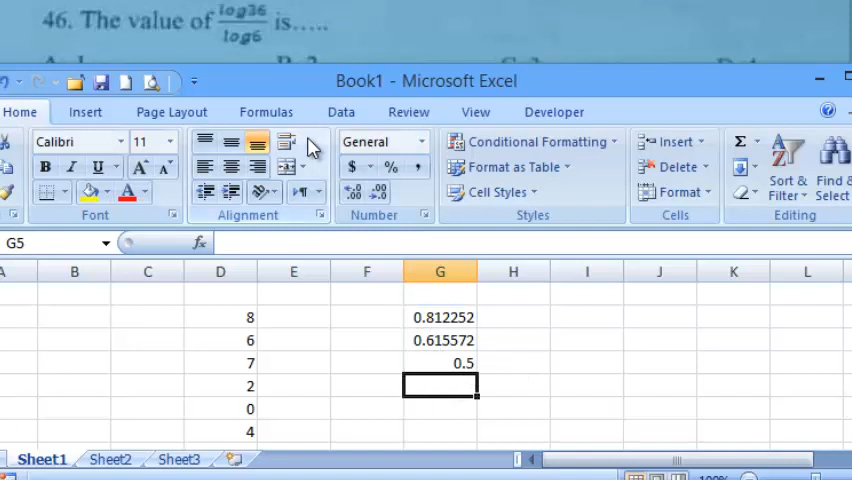 46. The value of log36/log6 is.....
Book1 - Microsoft Excel
Home Insert Page Layout Formulas Data Review View Developer
Calibri 11 General Conditional Formatting Insert Σ
B I U A A $ % , Format as Table Delete Sort & Find &
A Cell Styles Format Filter Select
Font Alignment Number Styles Cells Editing
G5 fx
A B C D E F G H I J K L
8 0.812252
6 0.615572
7 0.5
2
0
4
Sheet1 Sheet2 Sheet3
100%